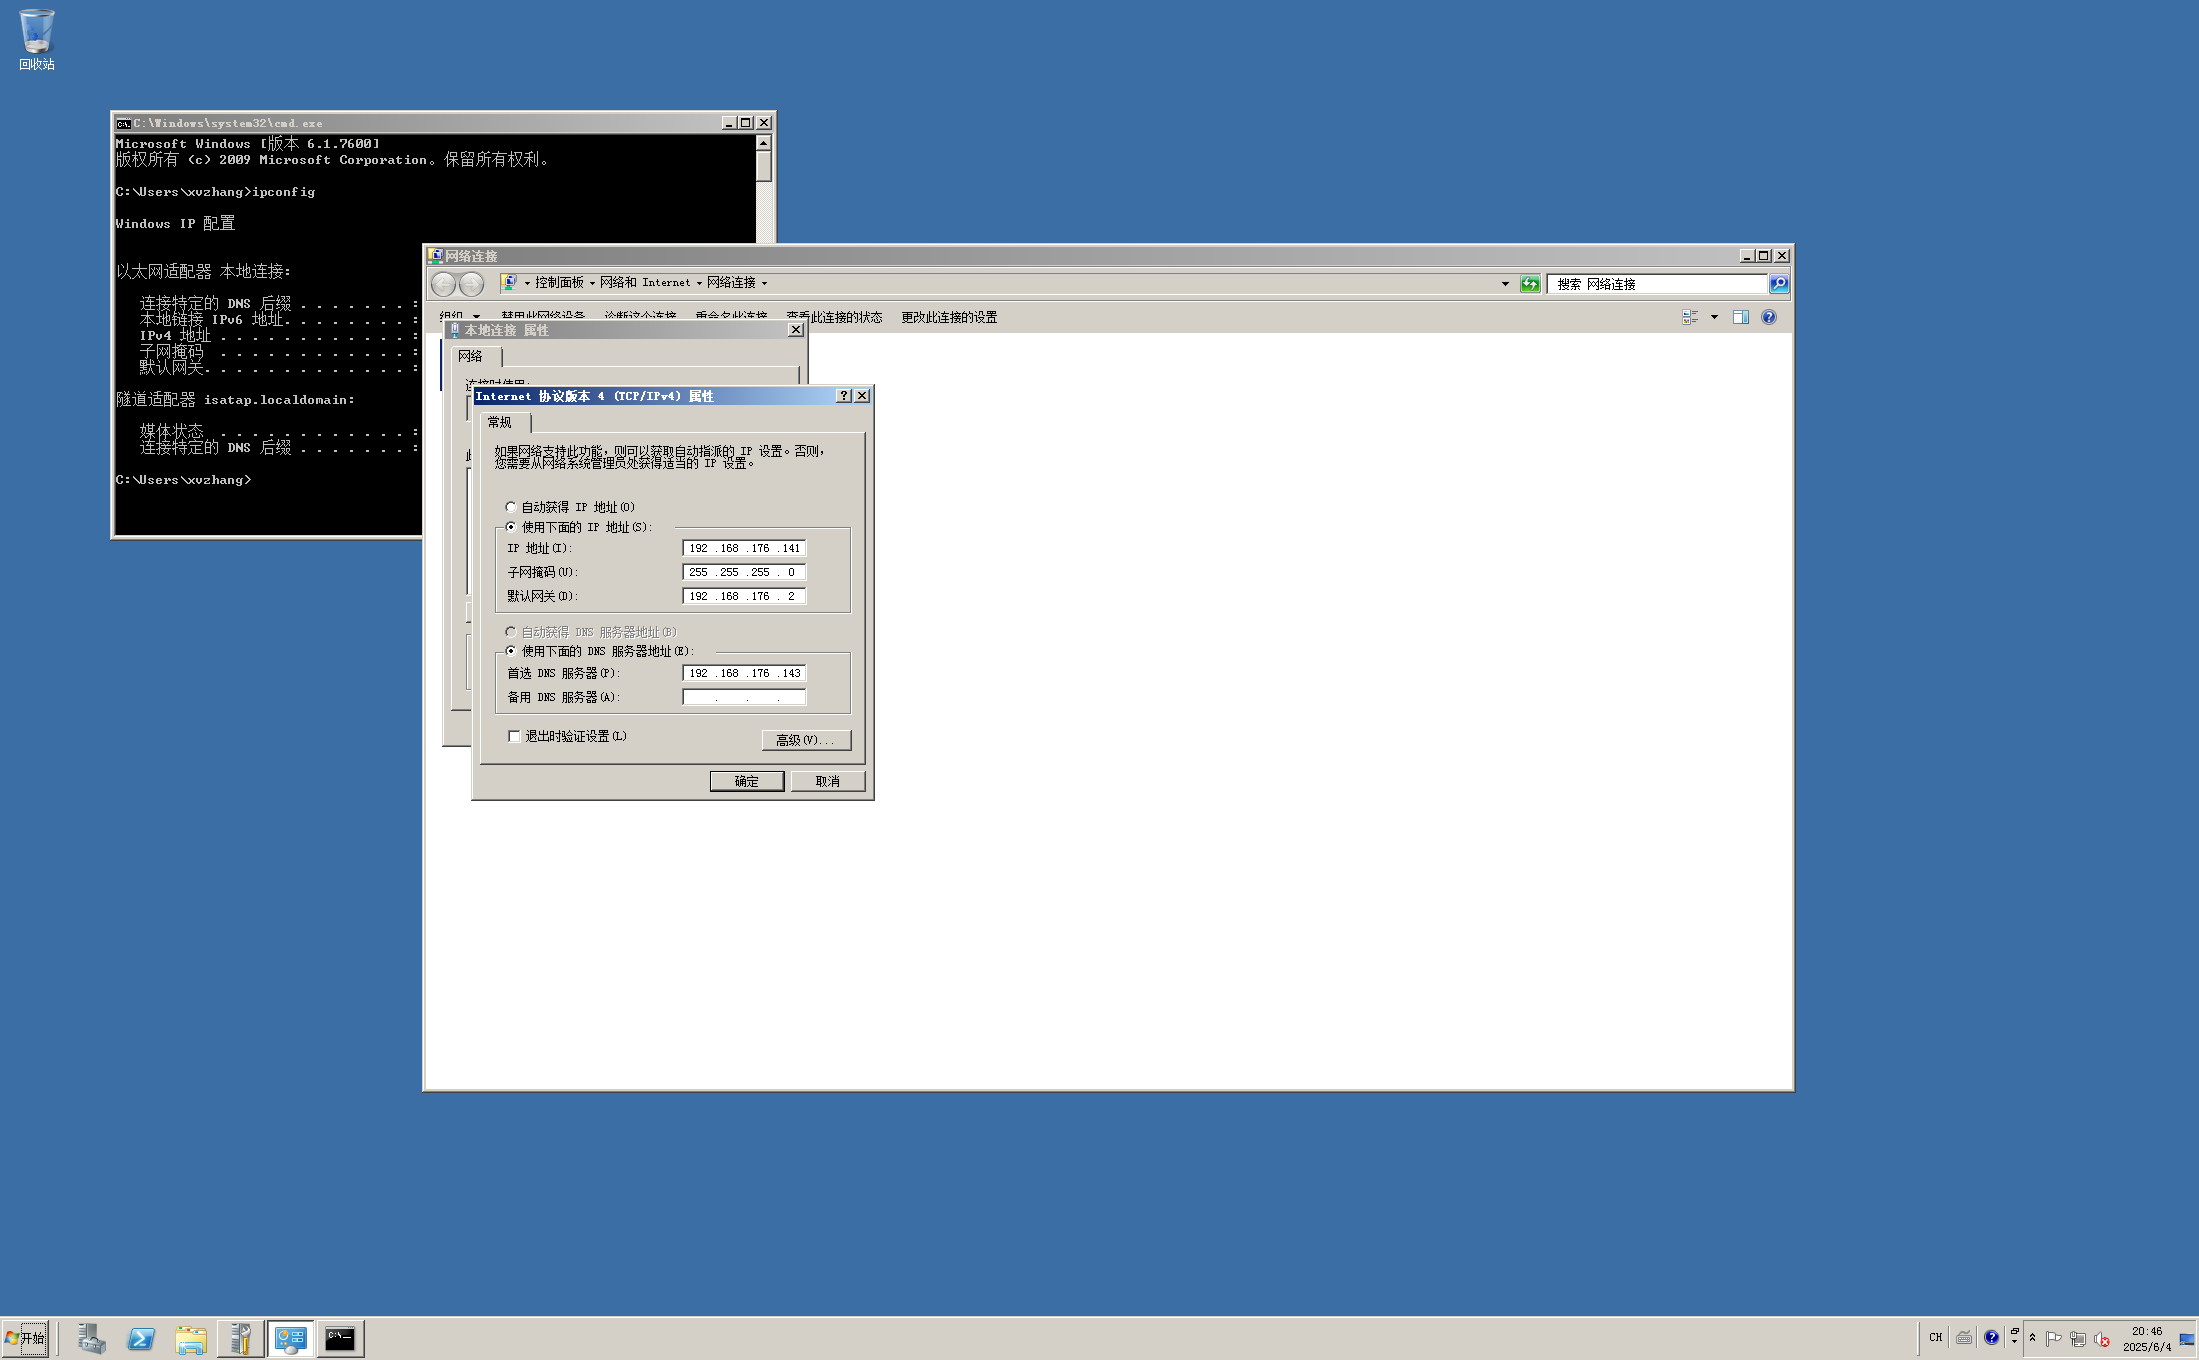 回收站
C:\Windows\system32\cmd.exe
Microsoft Windows [版本 6.1.7600]
版权所有 (c) 2009 Microsoft Corporation。保留所有权利。
C:\Users\xvzhang>ipconfig
Windows IP 配置
以太网适配器 本地连接:
连接特定的 DNS 后缀 . . . . . . . :
本地链接 IPv6 地址. . . . . . . . :
IPv4 地址 . . . . . . . . . . . . :
子网掩码 . . . . . . . . . . . . :
默认网关. . . . . . . . . . . . . :
隧道适配器 isatap.localdomain:
媒体状态 . . . . . . . . . . . . :
连接特定的 DNS 后缀 . . . . . . . :
C:\Users\xvzhang>
网络连接
控制面板 网络和 Internet 网络连接
搜索 网络连接
组织 禁用此网络设备 诊断这个连接 重命名此连接 查看此连接的状态 更改此连接的设置
本地连接 属性
网络
连接时使用:
Internet 协议版本 4 (TCP/IPv4) 属性
常规
如果网络支持此功能，则可以获取自动指派的 IP 设置。否则，
您需要从网络系统管理员处获得适当的 IP 设置。
自动获得 IP 地址(O)
使用下面的 IP 地址(S):
IP 地址(I): 192 .168 .176 .141
子网掩码(U): 255 .255 .255 . 0
默认网关(D): 192 .168 .176 . 2
自动获得 DNS 服务器地址(B)
使用下面的 DNS 服务器地址(E):
首选 DNS 服务器(P): 192 .168 .176 .143
备用 DNS 服务器(A): . . .
退出时验证设置(L)
高级(V)...
确定 取消
开始
CH
20:46
2025/6/4